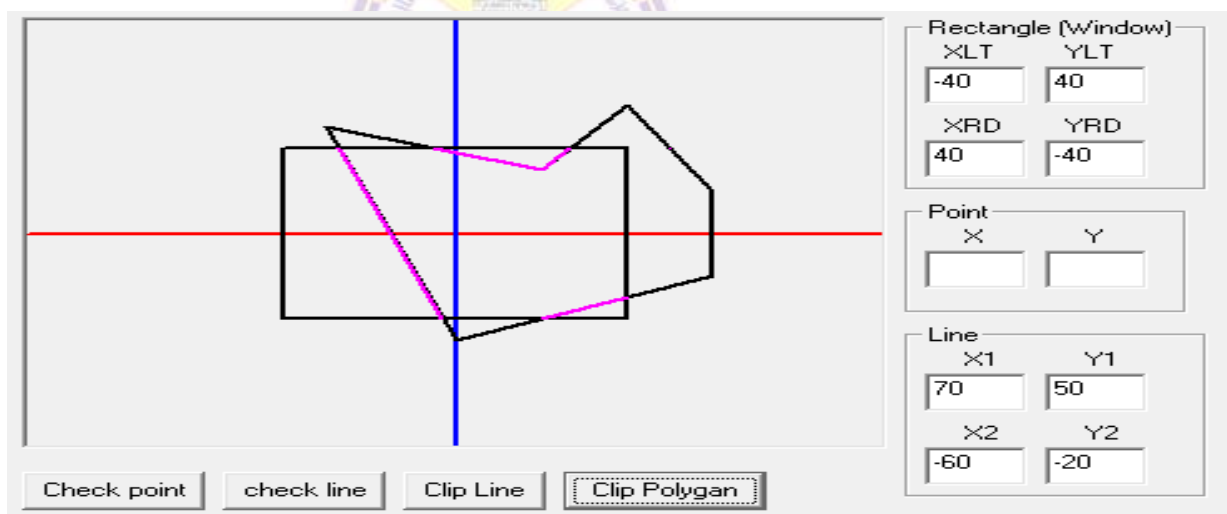 Rectangle (Window)
XLT YLT
-40 40
XRD YRD
40 -40
Point
X Y
Line
X1 Y1
70 50
X2 Y2
-60 -20
Check point check line Clip Line Clip Polygan